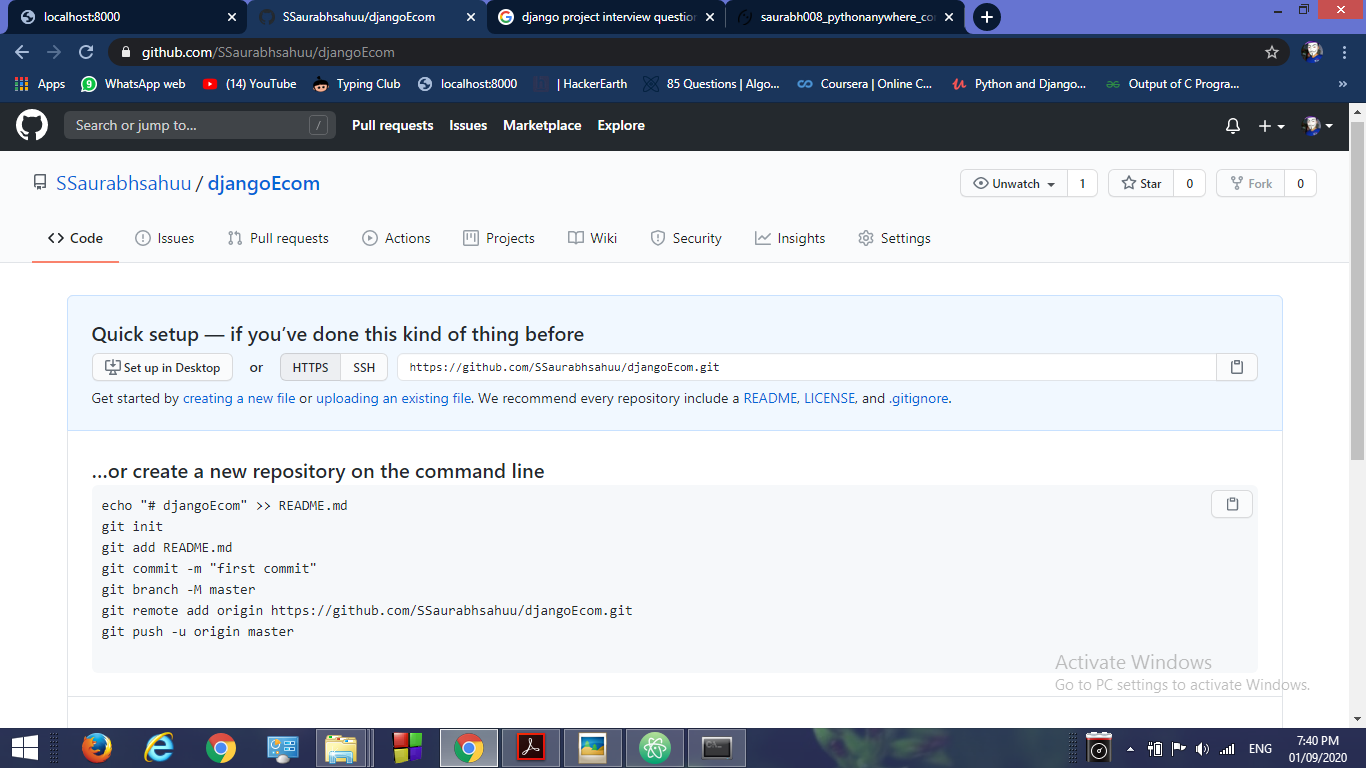 localhost:8000 SSaurabhsahuu/djangoEcom django project interview question saurabh008_pythonanywhere_co
github.com/SSaurabhsahuu/djangoEcom
Apps 9 WhatsApp web (14) YouTube Typing Club localhost:8000 | HackerEarth 85 Questions | Algo... Coursera | Online C... Python and Django... Output of C Progra... »
Search or jump to... / Pull requests Issues Marketplace Explore
SSaurabhsahuu / djangoEcom Unwatch 1 Star 0 Fork 0
Code Issues Pull requests Actions Projects Wiki Security Insights Settings
Quick setup — if you’ve done this kind of thing before
Set up in Desktop or HTTPS SSH https://github.com/SSaurabhsahuu/djangoEcom.git
Get started by creating a new file or uploading an existing file. We recommend every repository include a README, LICENSE, and .gitignore.
…or create a new repository on the command line
echo "# djangoEcom" >> README.md
git init
git add README.md
git commit -m "first commit"
git branch -M master
git remote add origin https://github.com/SSaurabhsahuu/djangoEcom.git
git push -u origin master
Activate Windows
Go to PC settings to activate Windows.
ENG 7:40 PM
01/09/2020